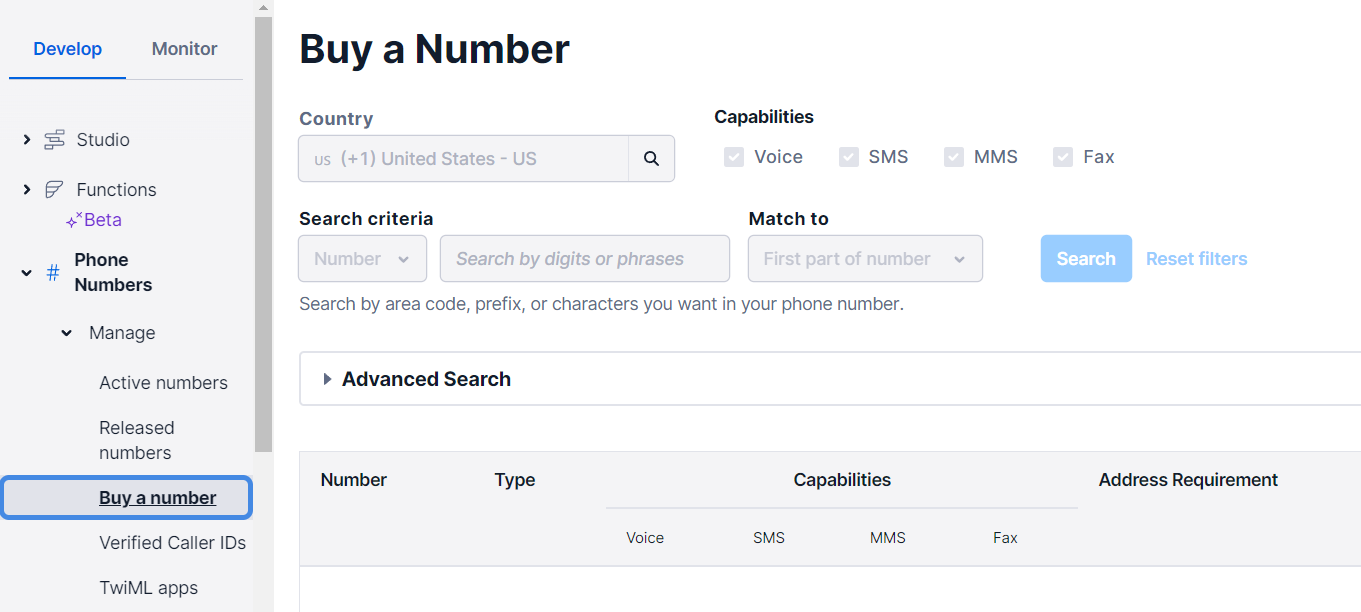 Develop
Monitor
Studio
Functions
Beta
Phone
Numbers
Manage
Active numbers
Released
numbers
Buy a number
Verified Caller IDs
TwiML apps
Buy a Number
Country
US (+1) United States - US
Capabilities
Voice
SMS
MMS
Fax
Search criteria
Number
Search by digits or phrases
Match to
First part of number
Search
Reset filters
Search by area code, prefix, or characters you want in your phone number.
Advanced Search
Number
Type
Capabilities
Address Requirement
Voice
SMS
MMS
Fax